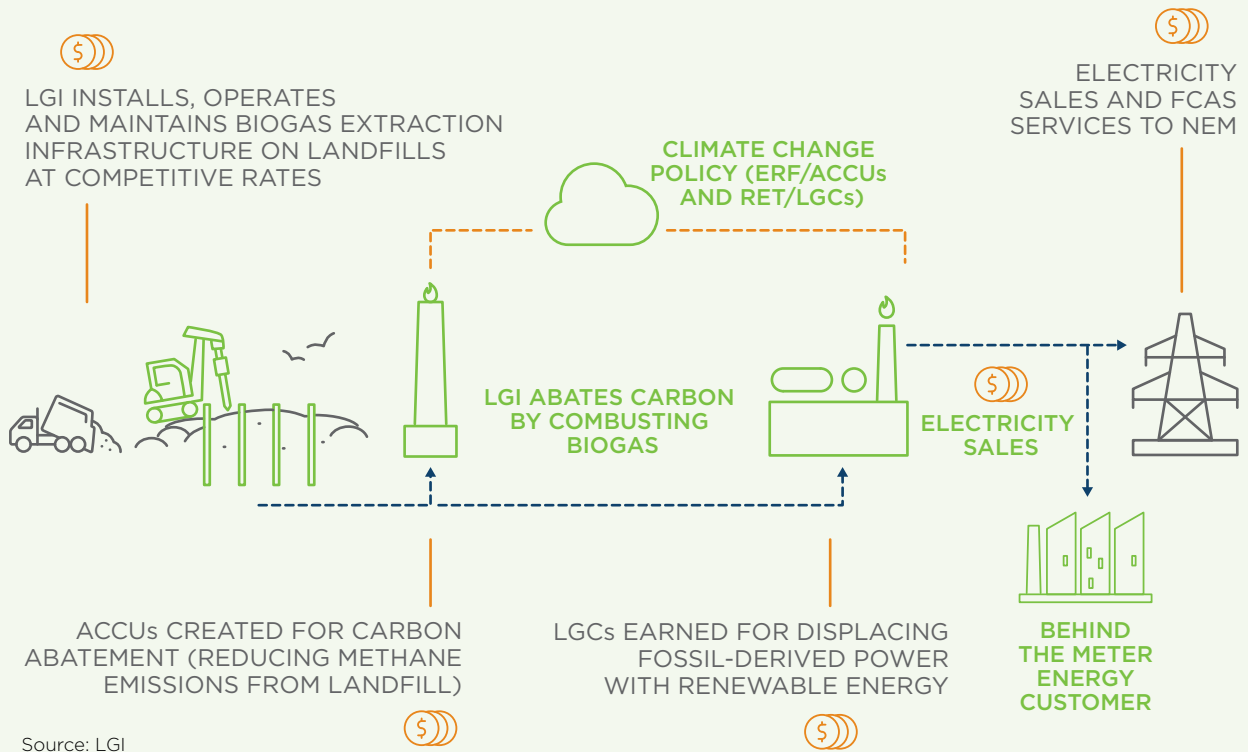 LGI INSTALLS, OPERATES
AND MAINTAINS BIOGAS EXTRACTION
INFRASTRUCTURE ON LANDFILLS
AT COMPETITIVE RATES
ELECTRICITY
SALES AND FCAS
SERVICES TO NEM
CLIMATE CHANGE
POLICY (ERF/ACCUs
AND RET/LGCs)
LGI ABATES CARBON
BY COMBUSTING
BIOGAS
ELECTRICITY
SALES
ACCUs CREATED FOR CARBON
ABATEMENT (REDUCING METHANE
EMISSIONS FROM LANDFILL)
LGCs EARNED FOR DISPLACING
FOSSIL-DERIVED POWER
WITH RENEWABLE ENERGY
BEHIND
THE METER
ENERGY
CUSTOMER
Source: LGI